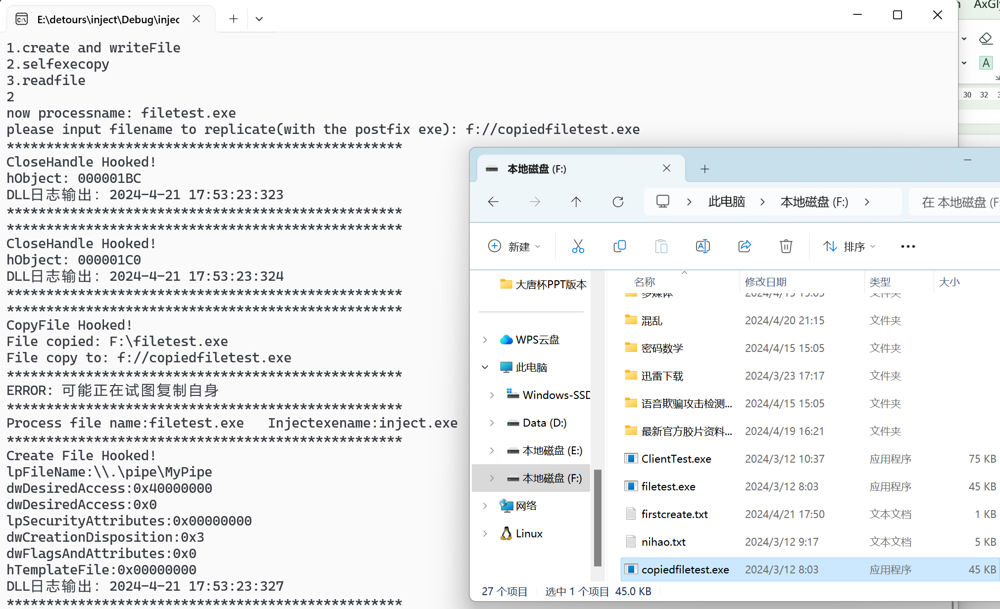 E:\detours\inject\Debug\injec
AxGly
30 32
1.create and writeFile
2.selfexecopy
3.readfile
2
now processname: filetest.exe
please input filename to replicate(with the postfix exe): f://copiedfiletest.exe
**************************************************
CloseHandle Hooked!
hObject: 000001BC
DLL日志输出: 2024-4-21 17:53:23:323
**************************************************
**************************************************
CloseHandle Hooked!
hObject: 000001C0
DLL日志输出: 2024-4-21 17:53:23:324
**************************************************
**************************************************
CopyFile Hooked!
File copied: F:\filetest.exe
File copy to: f://copiedfiletest.exe
**************************************************
ERROR: 可能正在试图复制自身
**************************************************
Process file name:filetest.exe   Injectexename:inject.exe
**************************************************
Create File Hooked!
lpFileName:\\.\pipe\MyPipe
dwDesiredAccess:0x40000000
dwDesiredAccess:0x0
lpSecurityAttributes:0x00000000
dwCreationDisposition:0x3
dwFlagsAndAttributes:0x0
hTemplateFile:0x00000000
DLL日志输出: 2024-4-21 17:53:23:327
**************************************************
本地磁盘 (F:)
此电脑 > 本地磁盘 (F:) >
在 本地磁盘 (F:
新建
排序
大唐杯PPT版本
WPS云盘
此电脑
Windows-SSD
Data (D:)
本地磁盘 (E:)
本地磁盘 (F:)
网络
Linux
名称 修改日期 类型 大小
多媒体 2024/4/15 15:05 文件夹
混乱 2024/4/20 21:15 文件夹
密码数学 2024/4/15 15:05 文件夹
迅雷下载 2024/3/23 17:17 文件夹
语音欺骗攻击检测... 2024/4/15 15:05 文件夹
最新官方胶片资料... 2024/4/19 16:21 文件夹
ClientTest.exe 2024/3/12 10:37 应用程序 75 KB
filetest.exe 2024/3/12 8:03 应用程序 45 KB
firstcreate.txt 2024/4/21 17:50 文本文档 1 KB
nihao.txt 2024/3/12 9:17 文本文档 5 KB
copiedfiletest.exe 2024/3/12 8:03 应用程序 45 KB
27 个项目 选中 1 个项目 45.0 KB